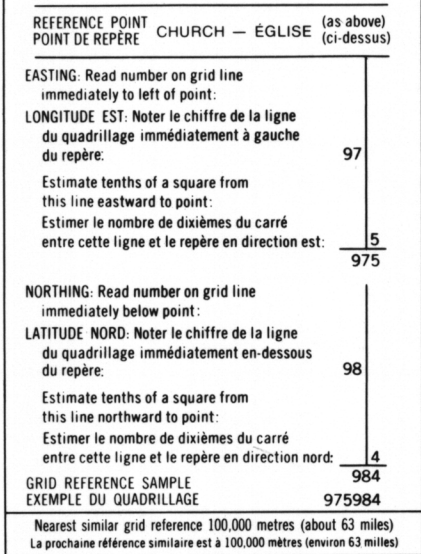 REFERENCE POINT CHURCH — ÉGLISE (as above)
POINT DE REPÈRE (ci-dessus)
EASTING: Read number on grid line
immediately to left of point:
LONGITUDE EST: Noter le chiffre de la ligne
du quadrillage immédiatement à gauche
du repère: 97
Estimate tenths of a square from
this line eastward to point:
Estimer le nombre de dixièmes du carré
entre cette ligne et le repère en direction est: 5
975
NORTHING: Read number on grid line
immediately below point:
LATITUDE NORD: Noter le chiffre de la ligne
du quadrillage immédiatement en-dessous
du repère: 98
Estimate tenths of a square from
this line northward to point:
Estimer le nombre de dixièmes du carré
entre cette ligne et le repère en direction nord: 4
GRID REFERENCE SAMPLE 984
EXEMPLE DU QUADRILLAGE 975984
Nearest similar grid reference 100,000 metres (about 63 miles)
La prochaine référence similaire est à 100,000 mètres (environ 63 milles)